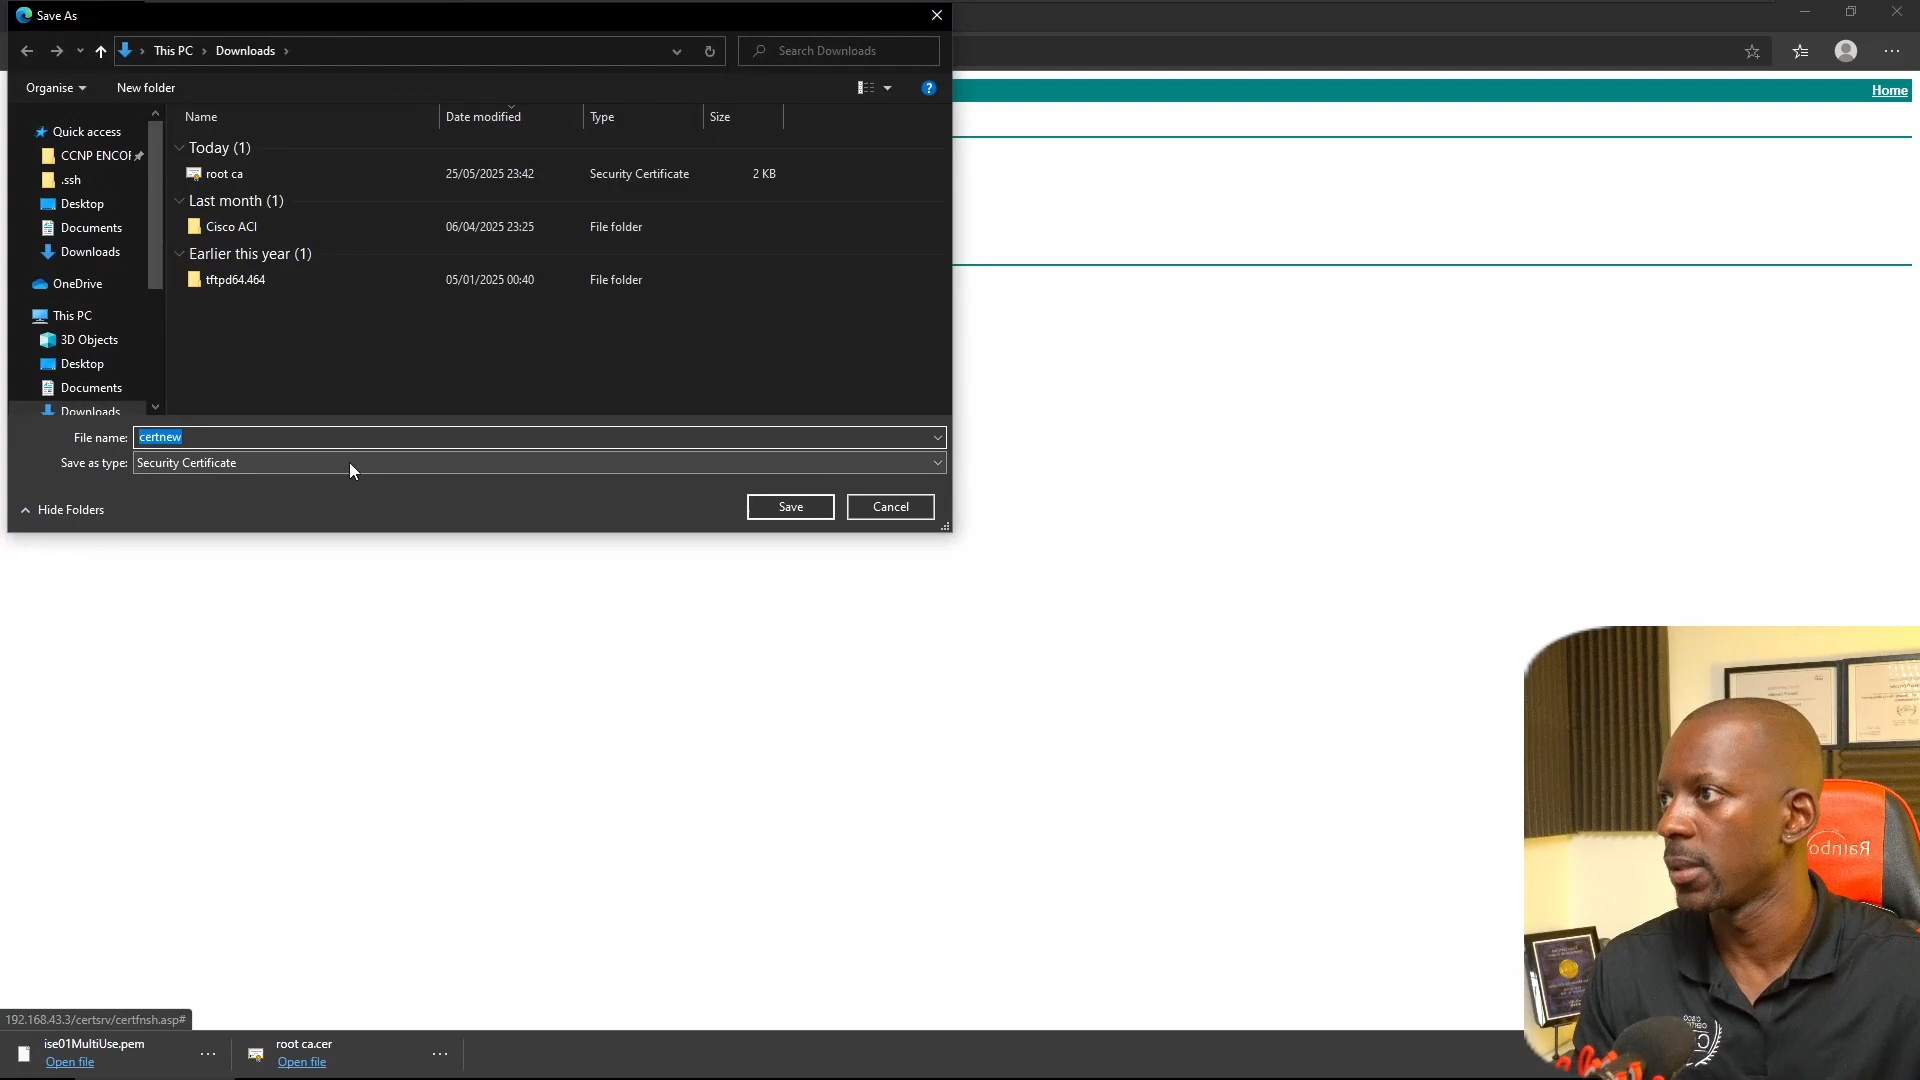 Save As
This PC
Downloads
Search Downloads
Organise
New folder
Home
Name
Date modified
Type
Size
Quick access
CCNP ENCOR
.ssh
Desktop
Documents
Downloads
OneDrive
This PC
3D Objects
Desktop
Documents
Downloads
Today (1)
root ca 25/05/2025 23:42 Security Certificate 2 KB
Last month (1)
Cisco ACI 06/04/2025 23:25 File folder
Earlier this year (1)
tftpd64.464 05/01/2025 00:40 File folder
File name: certnew
Save as type: Security Certificate
Hide Folders
Save
Cancel
192.168.43.3/certsrv/certfnsh.asp#
ise01MultiUse.pem
Open file
root ca.cer
Open file
Rainbo